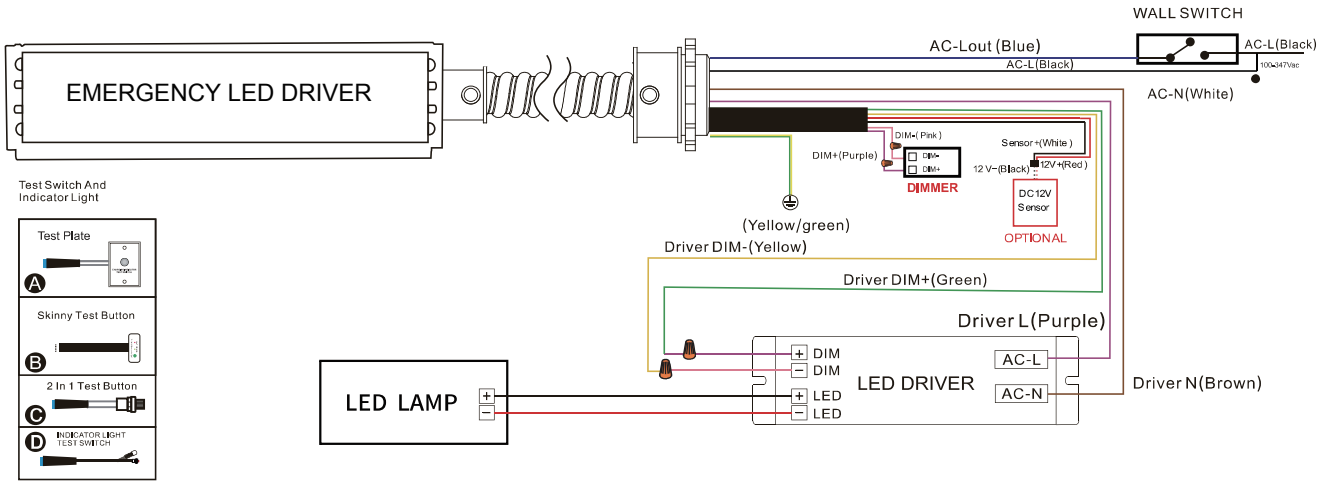 WALL SWITCH
AC-Lout (Blue)
AC-L(Black)
AC-L(Black)
100-347Vac
AC-N(White)
EMERGENCY LED DRIVER
DIM-( Pink )
DIM+(Purple)
DIM-
DIM+
DIMMER
Sensor+(White )
12 V-(Black)
12V+(Red )
DC12V
Sensor
OPTIONAL
(Yellow/green)
Driver DIM-(Yellow)
Driver DIM+(Green)
Driver L(Purple)
Driver N(Brown)
Test Switch And
Indicator Light
Test Plate
A
Skinny Test Button
B
2 In 1 Test Button
C
D
INDICATOR LIGHT
TEST SWITCH
LED LAMP
+
-
+ DIM
- DIM
+ LED
- LED
LED DRIVER
AC-L
AC-N